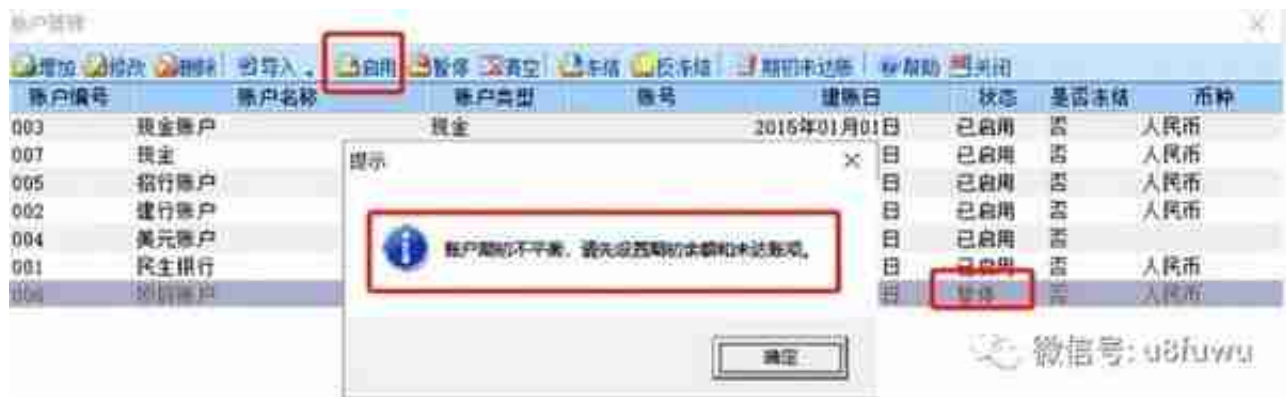 账户管理
增加 修改 删除 导入 启用 暂停 清空 冻结 反冻结 期初未达账 帮助 关闭
账户编号 账户名称 账户类型 账号 建账日 状态 是否冻结 币种
003 现金账户 现金 2015年01月01日 已启用 否 人民币
007 现金 日 已启用 否 人民币
005 招行账户 日 已启用 否 人民币
002 建行账户 日 已启用 否 人民币
004 美元账户 日 已启用 否
001 民生银行 日 已启用 否 人民币
006 账户 日 暂停 否 人民币
提示
账户期初不平衡，请先设置期初余额和未达账项。
确定
微信号: u8fuwu